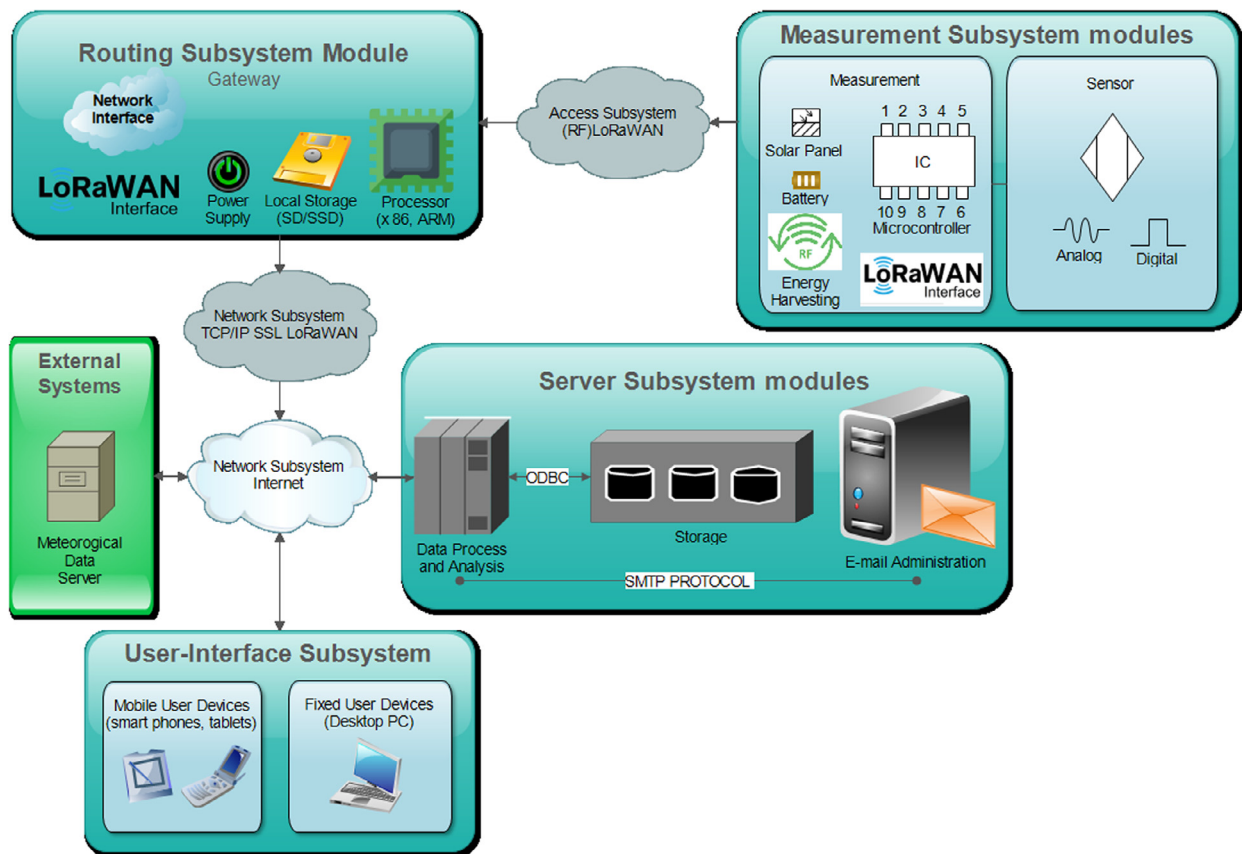 Routing Subsystem Module
Gateway
Network
Interface
LoRaWAN
Interface
Power
Supply
Local Storage
(SD/SSD)
Processor
(x 86, ARM)
Access Subsystem
(RF)LoRaWAN
Measurement Subsystem modules
Measurement
Solar Panel
Battery
RF
Energy
Harvesting
1 2 3 4 5
IC
10 9 8 7 6
Microcontroller
LoRaWAN
Interface
Sensor
Analog
Digital
Network Subsystem
TCP/IP SSL LoRaWAN
External
Systems
Meteorogical
Data
Server
Network Subsystem
Internet
Server Subsystem modules
Data Process
and Analysis
ODBC
Storage
E-mail Administration
SMTP PROTOCOL
User-Interface Subsystem
Mobile User Devices
(smart phones, tablets)
Fixed User Devices
(Desktop PC)